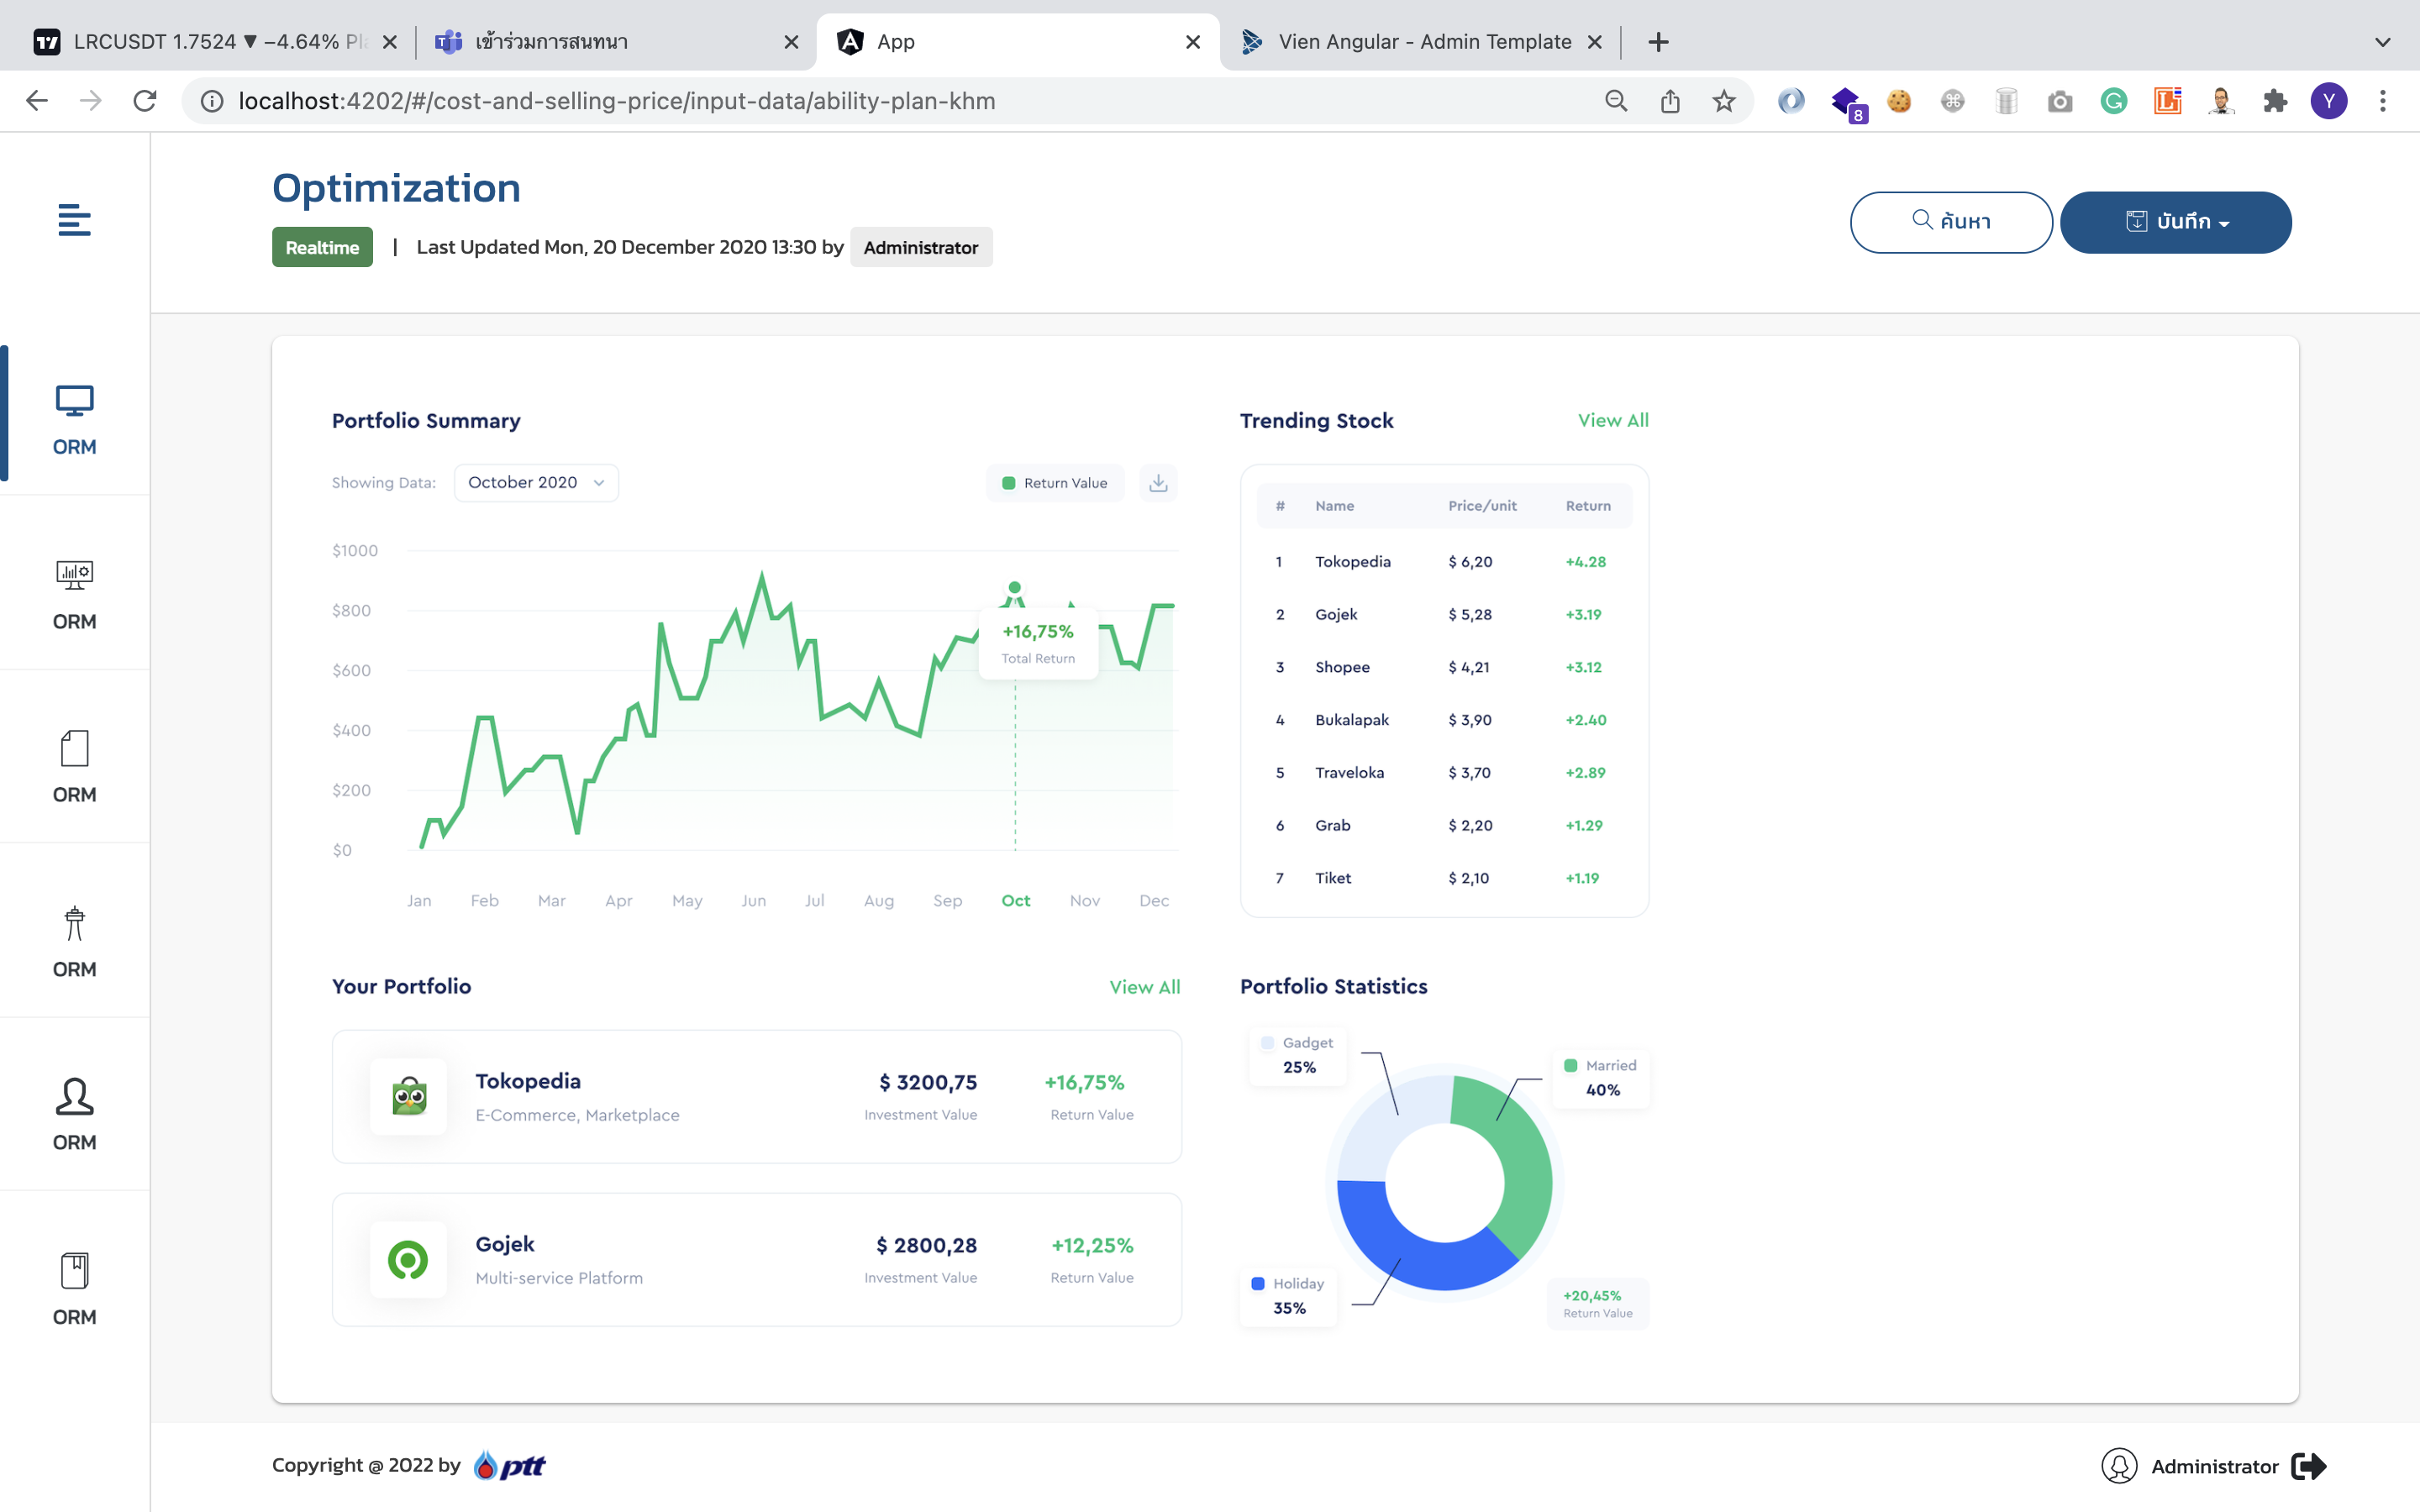 LRCUSDT 1.7524 ▼ −4.64%
เข้าร่วมการสนทนา
App
Vien Angular - Admin Template
localhost:4202/#/cost-and-selling-price/input-data/ability-plan-khm
8
Y
Optimization
Realtime | Last Updated Mon, 20 December 2020 13:30 by Administrator
ค้นหา
บันทึก
ORM
ORM
ORM
ORM
ORM
ORM
Portfolio Summary
Showing Data: October 2020
Return Value
$1000
$800
$600
$400
$200
$0
+16,75%
Total Return
Jan Feb Mar Apr May Jun Jul Aug Sep Oct Nov Dec
Trending Stock View All
# Name Price/unit Return
1 Tokopedia $ 6,20 +4.28
2 Gojek $ 5,28 +3.19
3 Shopee $ 4,21 +3.12
4 Bukalapak $ 3,90 +2.40
5 Traveloka $ 3,70 +2.89
6 Grab $ 2,20 +1.29
7 Tiket $ 2,10 +1.19
Your Portfolio View All
Tokopedia $ 3200,75 +16,75%
E-Commerce, Marketplace Investment Value Return Value
Gojek $ 2800,28 +12,25%
Multi-service Platform Investment Value Return Value
Portfolio Statistics
Gadget
25%
Married
40%
Holiday
35%
+20,45%
Return Value
Copyright @ 2022 by ptt
Administrator